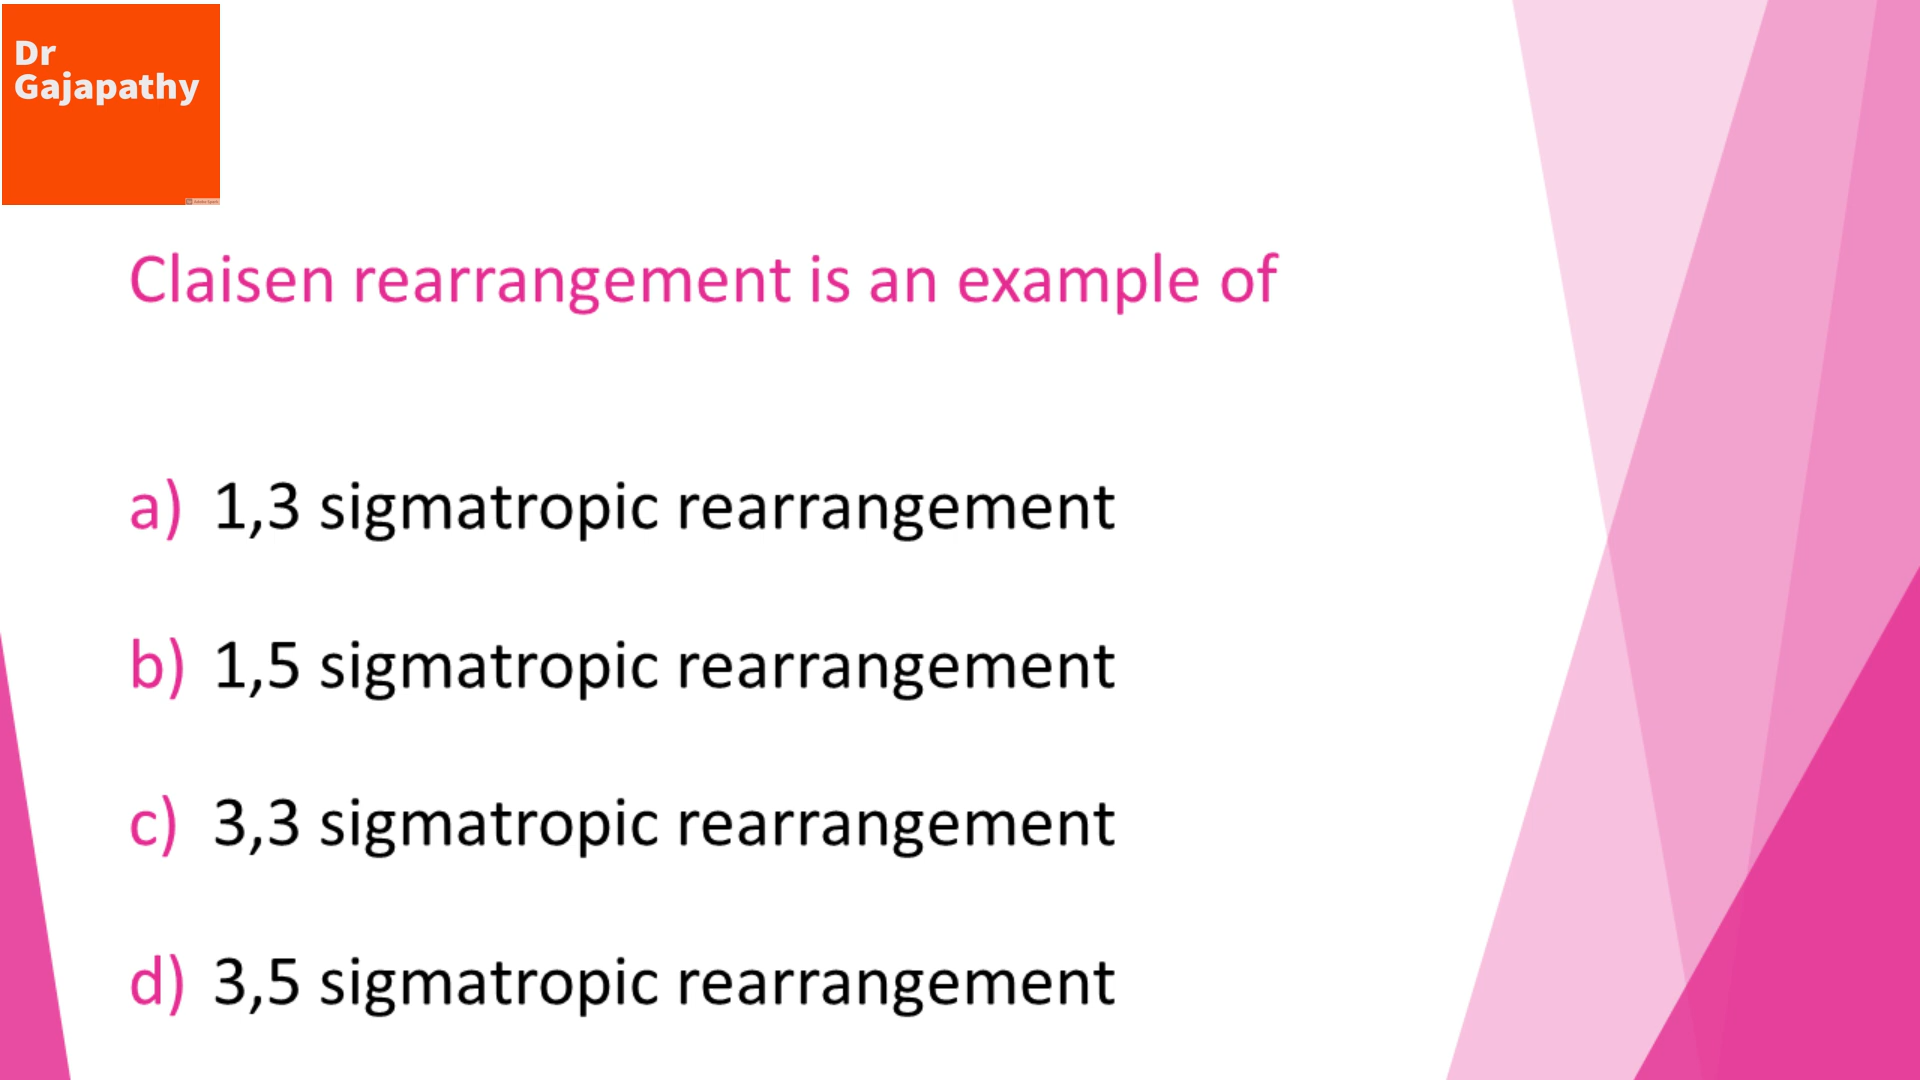 Dr
Gajapathy
Claisen rearrangement is an example of
a) 1,3 sigmatropic rearrangement
b) 1,5 sigmatropic rearrangement
c) 3,3 sigmatropic rearrangement
d) 3,5 sigmatropic rearrangement